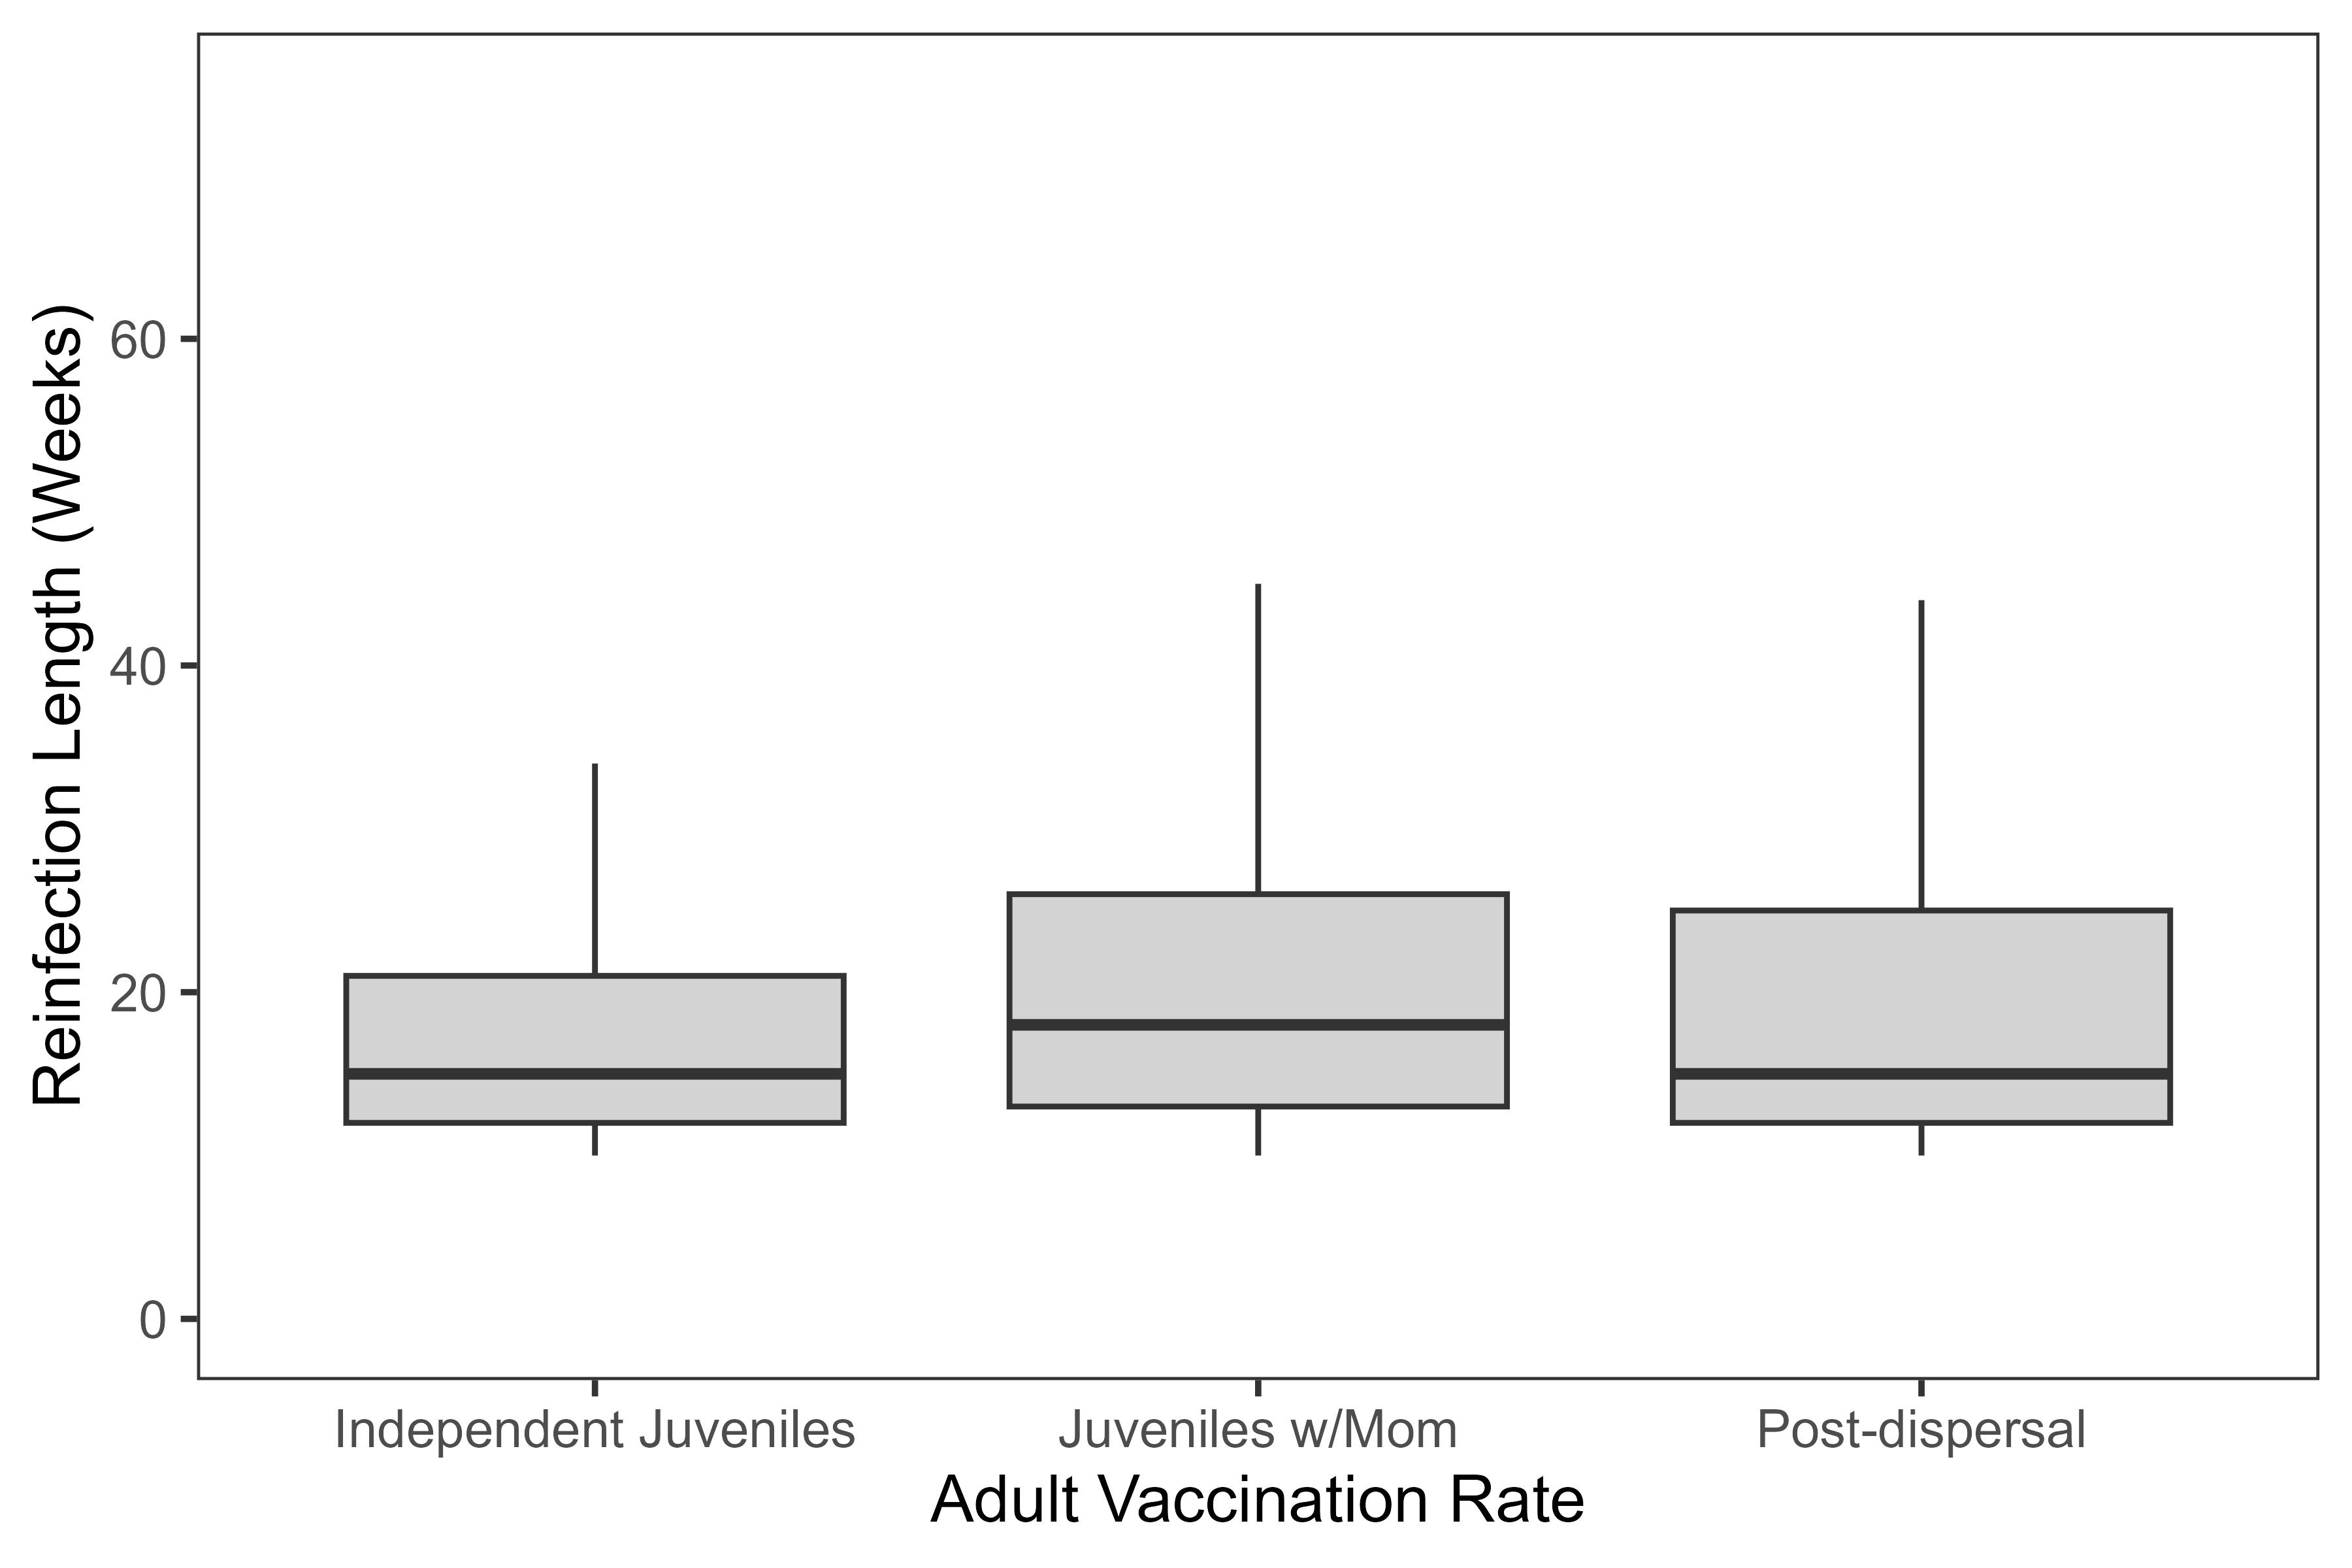 Reinfection Length (Weeks)
60
40
20
0
Independent Juveniles
Juveniles w/Mom
Post-dispersal
Adult Vaccination Rate